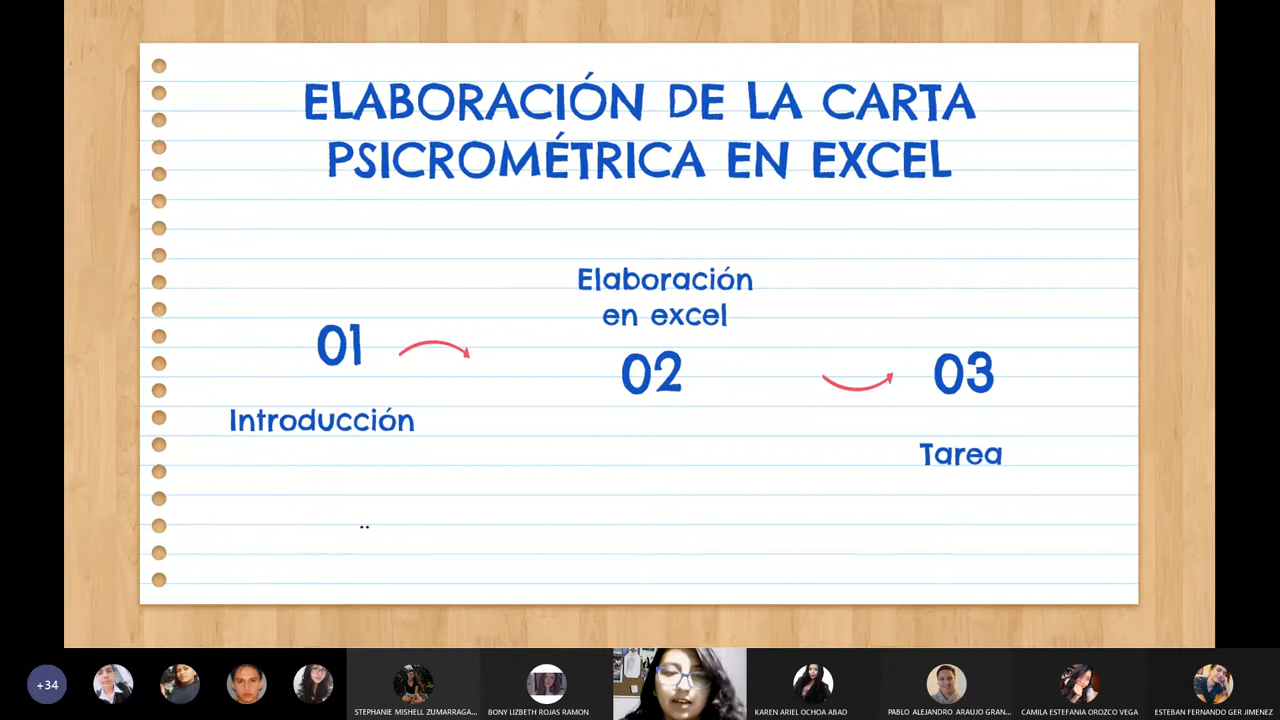 ELABORACIÓN DE LA CARTA
PSICROMÉTRICA EN EXCEL
01
Introducción
Elaboración
en excel
02
03
Tarea
..
+34
STEPHANIE MISHELL ZUMARRAGA...
BONY LIZBETH ROJAS RAMON
KAREN ARIEL OCHOA ABAD
PABLO ALEJANDRO ARAUJO GRAN...
CAMILA ESTEFANIA OROZCO VEGA
ESTEBAN FERNANDO GER JIMENEZ